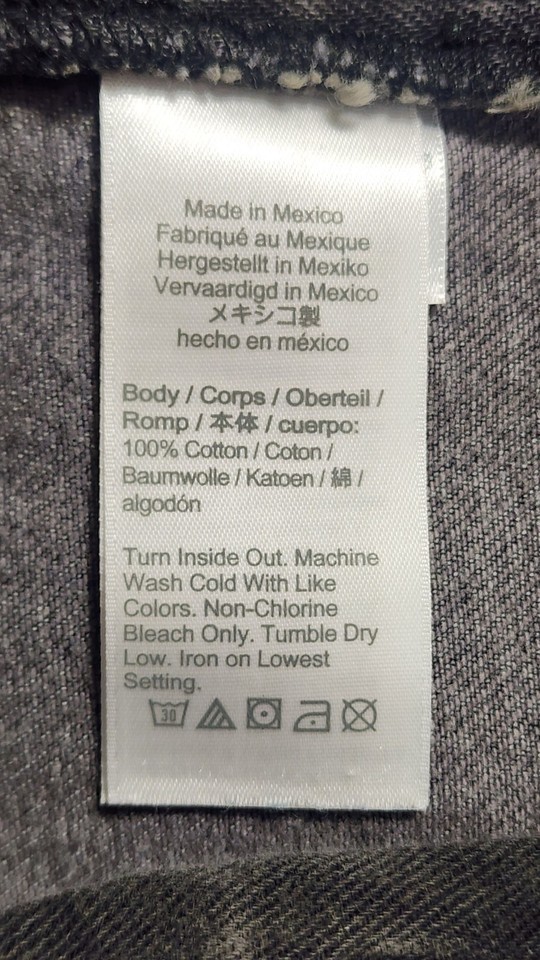 Made in Mexico
Fabriqué au Mexique
Hergestellt in Mexiko
Vervaardigd in Mexico
メキシコ製
hecho en méxico
Body / Corps / Oberteil /
Romp / 本体 / cuerpo:
100% Cotton / Coton /
Baumwolle / Katoen / 綿 /
algodón
Turn Inside Out. Machine
Wash Cold With Like
Colors. Non-Chlorine
Bleach Only. Tumble Dry
Low. Iron on Lowest
Setting.
30